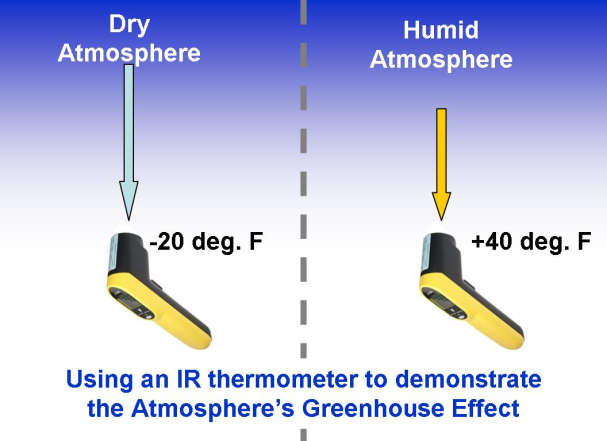 Dry
Atmosphere
Humid
Atmosphere
-20 deg. F
+40 deg. F
Using an IR thermometer to demonstrate
the Atmosphere's Greenhouse Effect